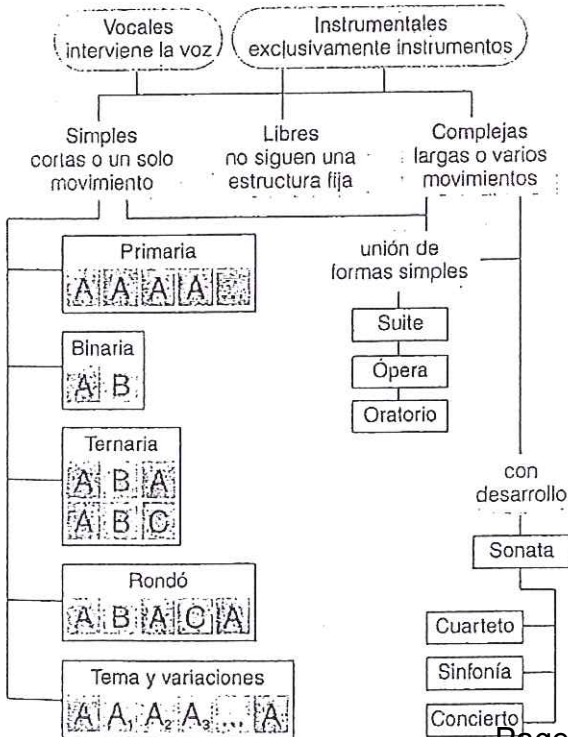 Vocales
interviene la voz
Instrumentales
exclusivamente instrumentos
Simples
cortas o un solo
movimiento
Libres
no siguen una
estructura fija
Complejas
largas o varios
movimientos
Primaria
A A A A ...
Binaria
A B
Ternaria
A B A
A B C
Rondó
A B A C A
Tema y variaciones
A A₁ A₂ A₃ ... A
unión de
formas simples
Suite
Ópera
Oratorio
con
desarrollo
Sonata
Cuarteto
Sinfonía
Concierto
Page